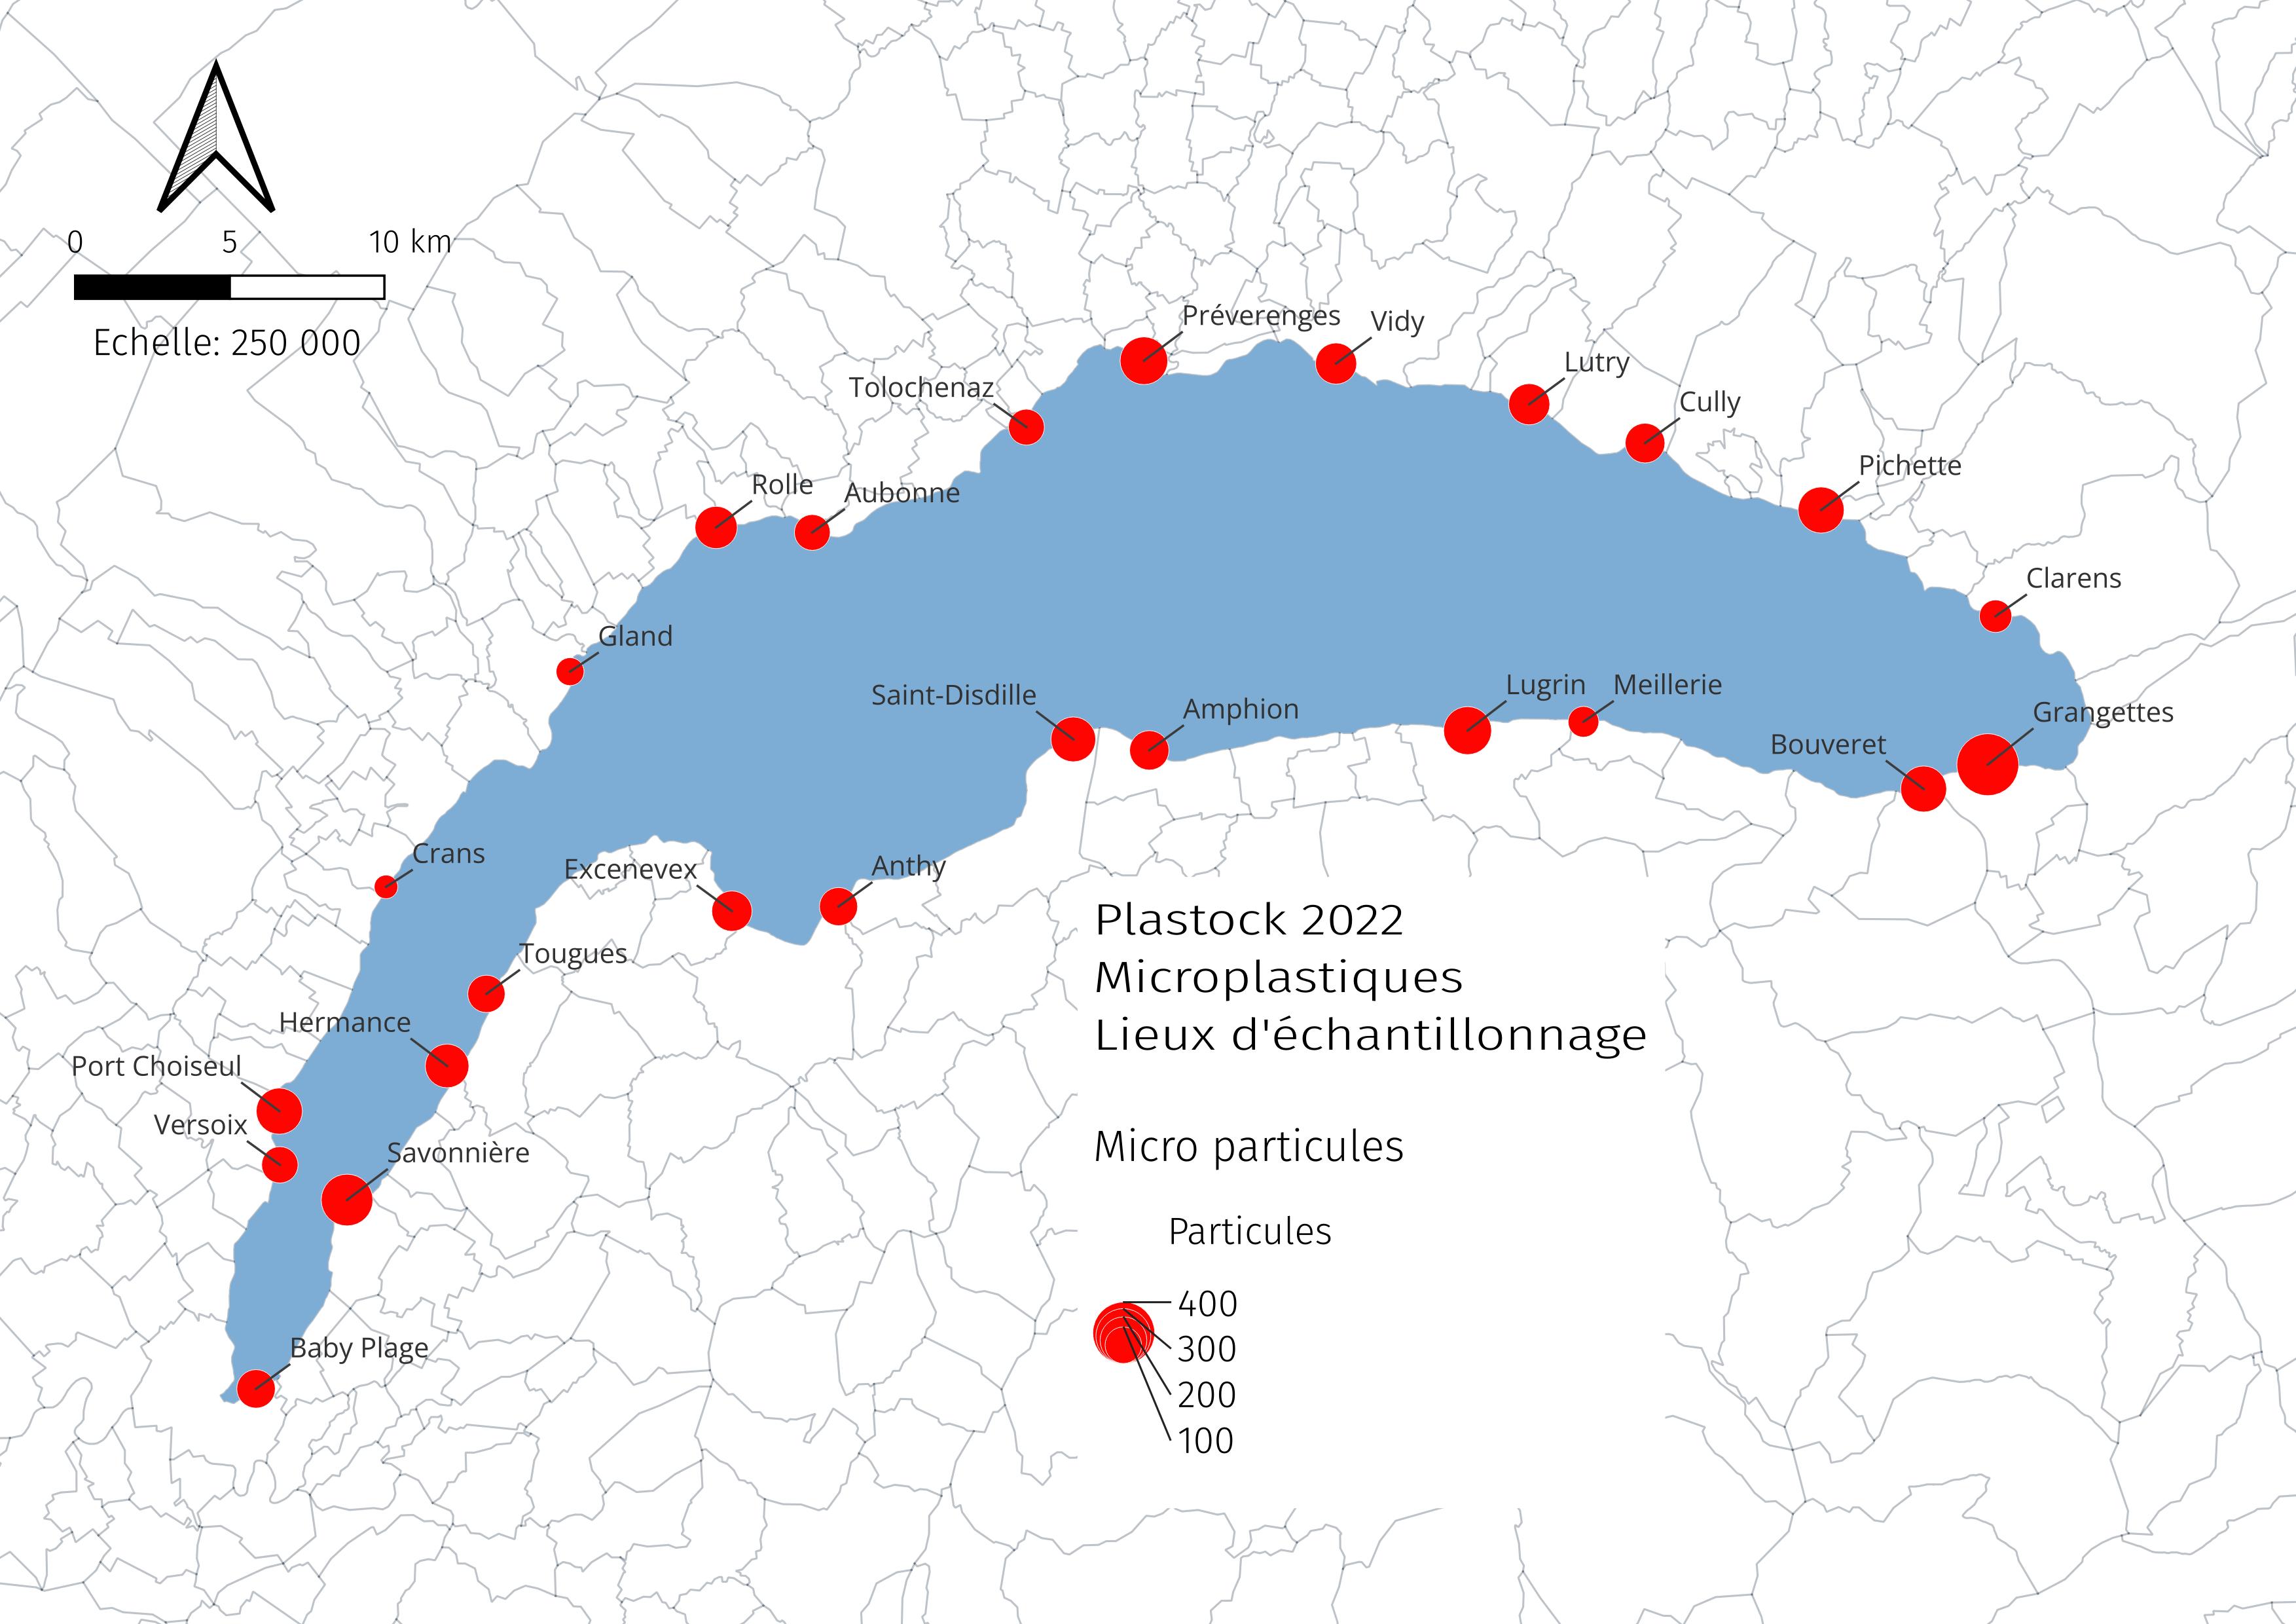 0 5 10 km
Echelle: 250 000
Préverenges
Vidy
Lutry
Tolochenaz
Cully
Pichette
Rolle
Aubonne
Clarens
Gland
Saint-Disdille
Amphion
Lugrin
Meillerie
Grangettes
Bouveret
Crans
Excenevex
Anthy
Tougues
Hermance
Port Choiseul
Versoix
Savonnière
Baby Plage
Plastock 2022
Microplastiques
Lieux d'échantillonnage
Micro particules
Particules
400
300
200
100